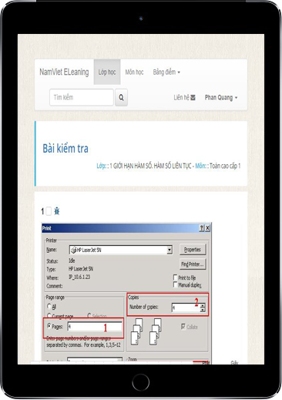 NamViet ELeaning Lớp học Môn học Bảng điểm
Tìm kiếm Liên hệ Phan Quang
Bài kiểm tra
Lớp: : 1 GIỚI HẠN HÀM SỐ. HÀM SỐ LIÊN TỤC - Môn: : Toán cao cấp 1
1
Print
Printer
Name: HP LaserJet 5N Properties
Status: Idle
Type: HP LaserJet 5N Find Printer...
Where: IP_10.6.1.23
Comment: Print to file
Manual duplex
Page range
All
Current page Selection
Pages: 1
Enter page numbers and/or page ranges
separated by commas. For example, 1,3,5-12
Copies
Number of copies: 2
Collate
Zoom